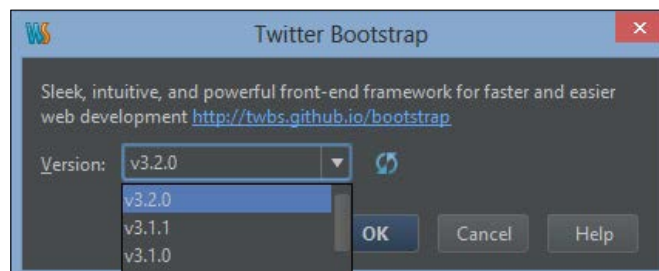 WS Twitter Bootstrap
Sleek, intuitive, and powerful front-end framework for faster and easier
web development http://twbs.github.io/bootstrap
Version: v3.2.0
v3.2.0
v3.1.1
OK Cancel Help
v3.1.0